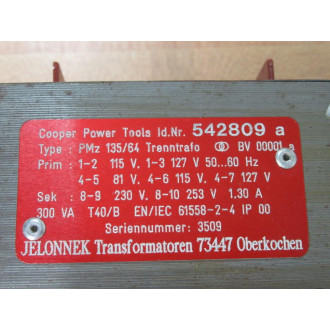 Cooper Power Tools Id.Nr. 542809 a
Type: PMz 135/64 Trenntrafo BV 00001 a
Prim : 1-2 115 V. 1-3 127 V 50...60 Hz
4-5 81 V. 4-6 115 V. 4-7 127 V
Sek : 8-9 230 V. 8-10 253 V 1,30 A
300 VA T40/B EN/IEC 61558-2-4 IP 00
Seriennummer: 3509
JELONNEK Transformatoren 73447 Oberkochen